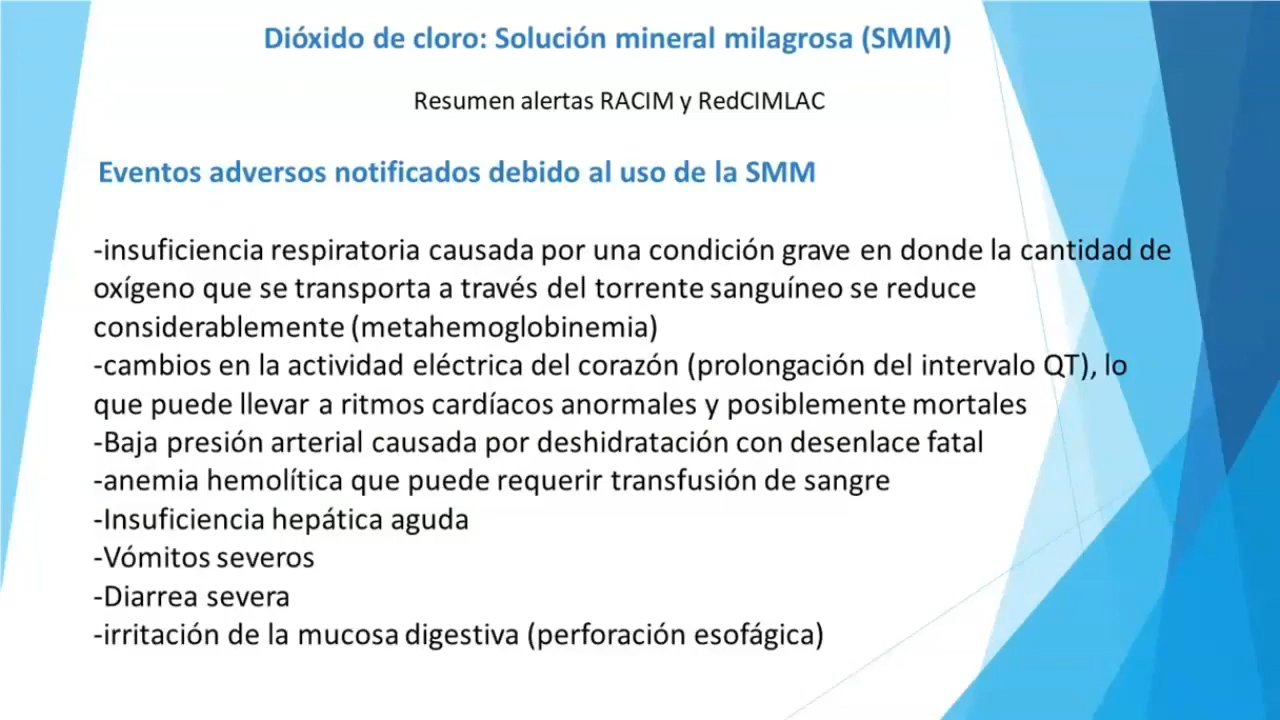 Dióxido de cloro: Solución mineral milagrosa (SMM)
Resumen alertas RACIM y RedCIMLAC
Eventos adversos notificados debido al uso de la SMM
-insuficiencia respiratoria causada por una condición grave en donde la cantidad de
oxígeno que se transporta a través del torrente sanguíneo se reduce
considerablemente (metahemoglobinemia)
-cambios en la actividad eléctrica del corazón (prolongación del intervalo QT), lo
que puede llevar a ritmos cardíacos anormales y posiblemente mortales
-Baja presión arterial causada por deshidratación con desenlace fatal
-anemia hemolítica que puede requerir transfusión de sangre
-Insuficiencia hepática aguda
-Vómitos severos
-Diarrea severa
-irritación de la mucosa digestiva (perforación esofágica)